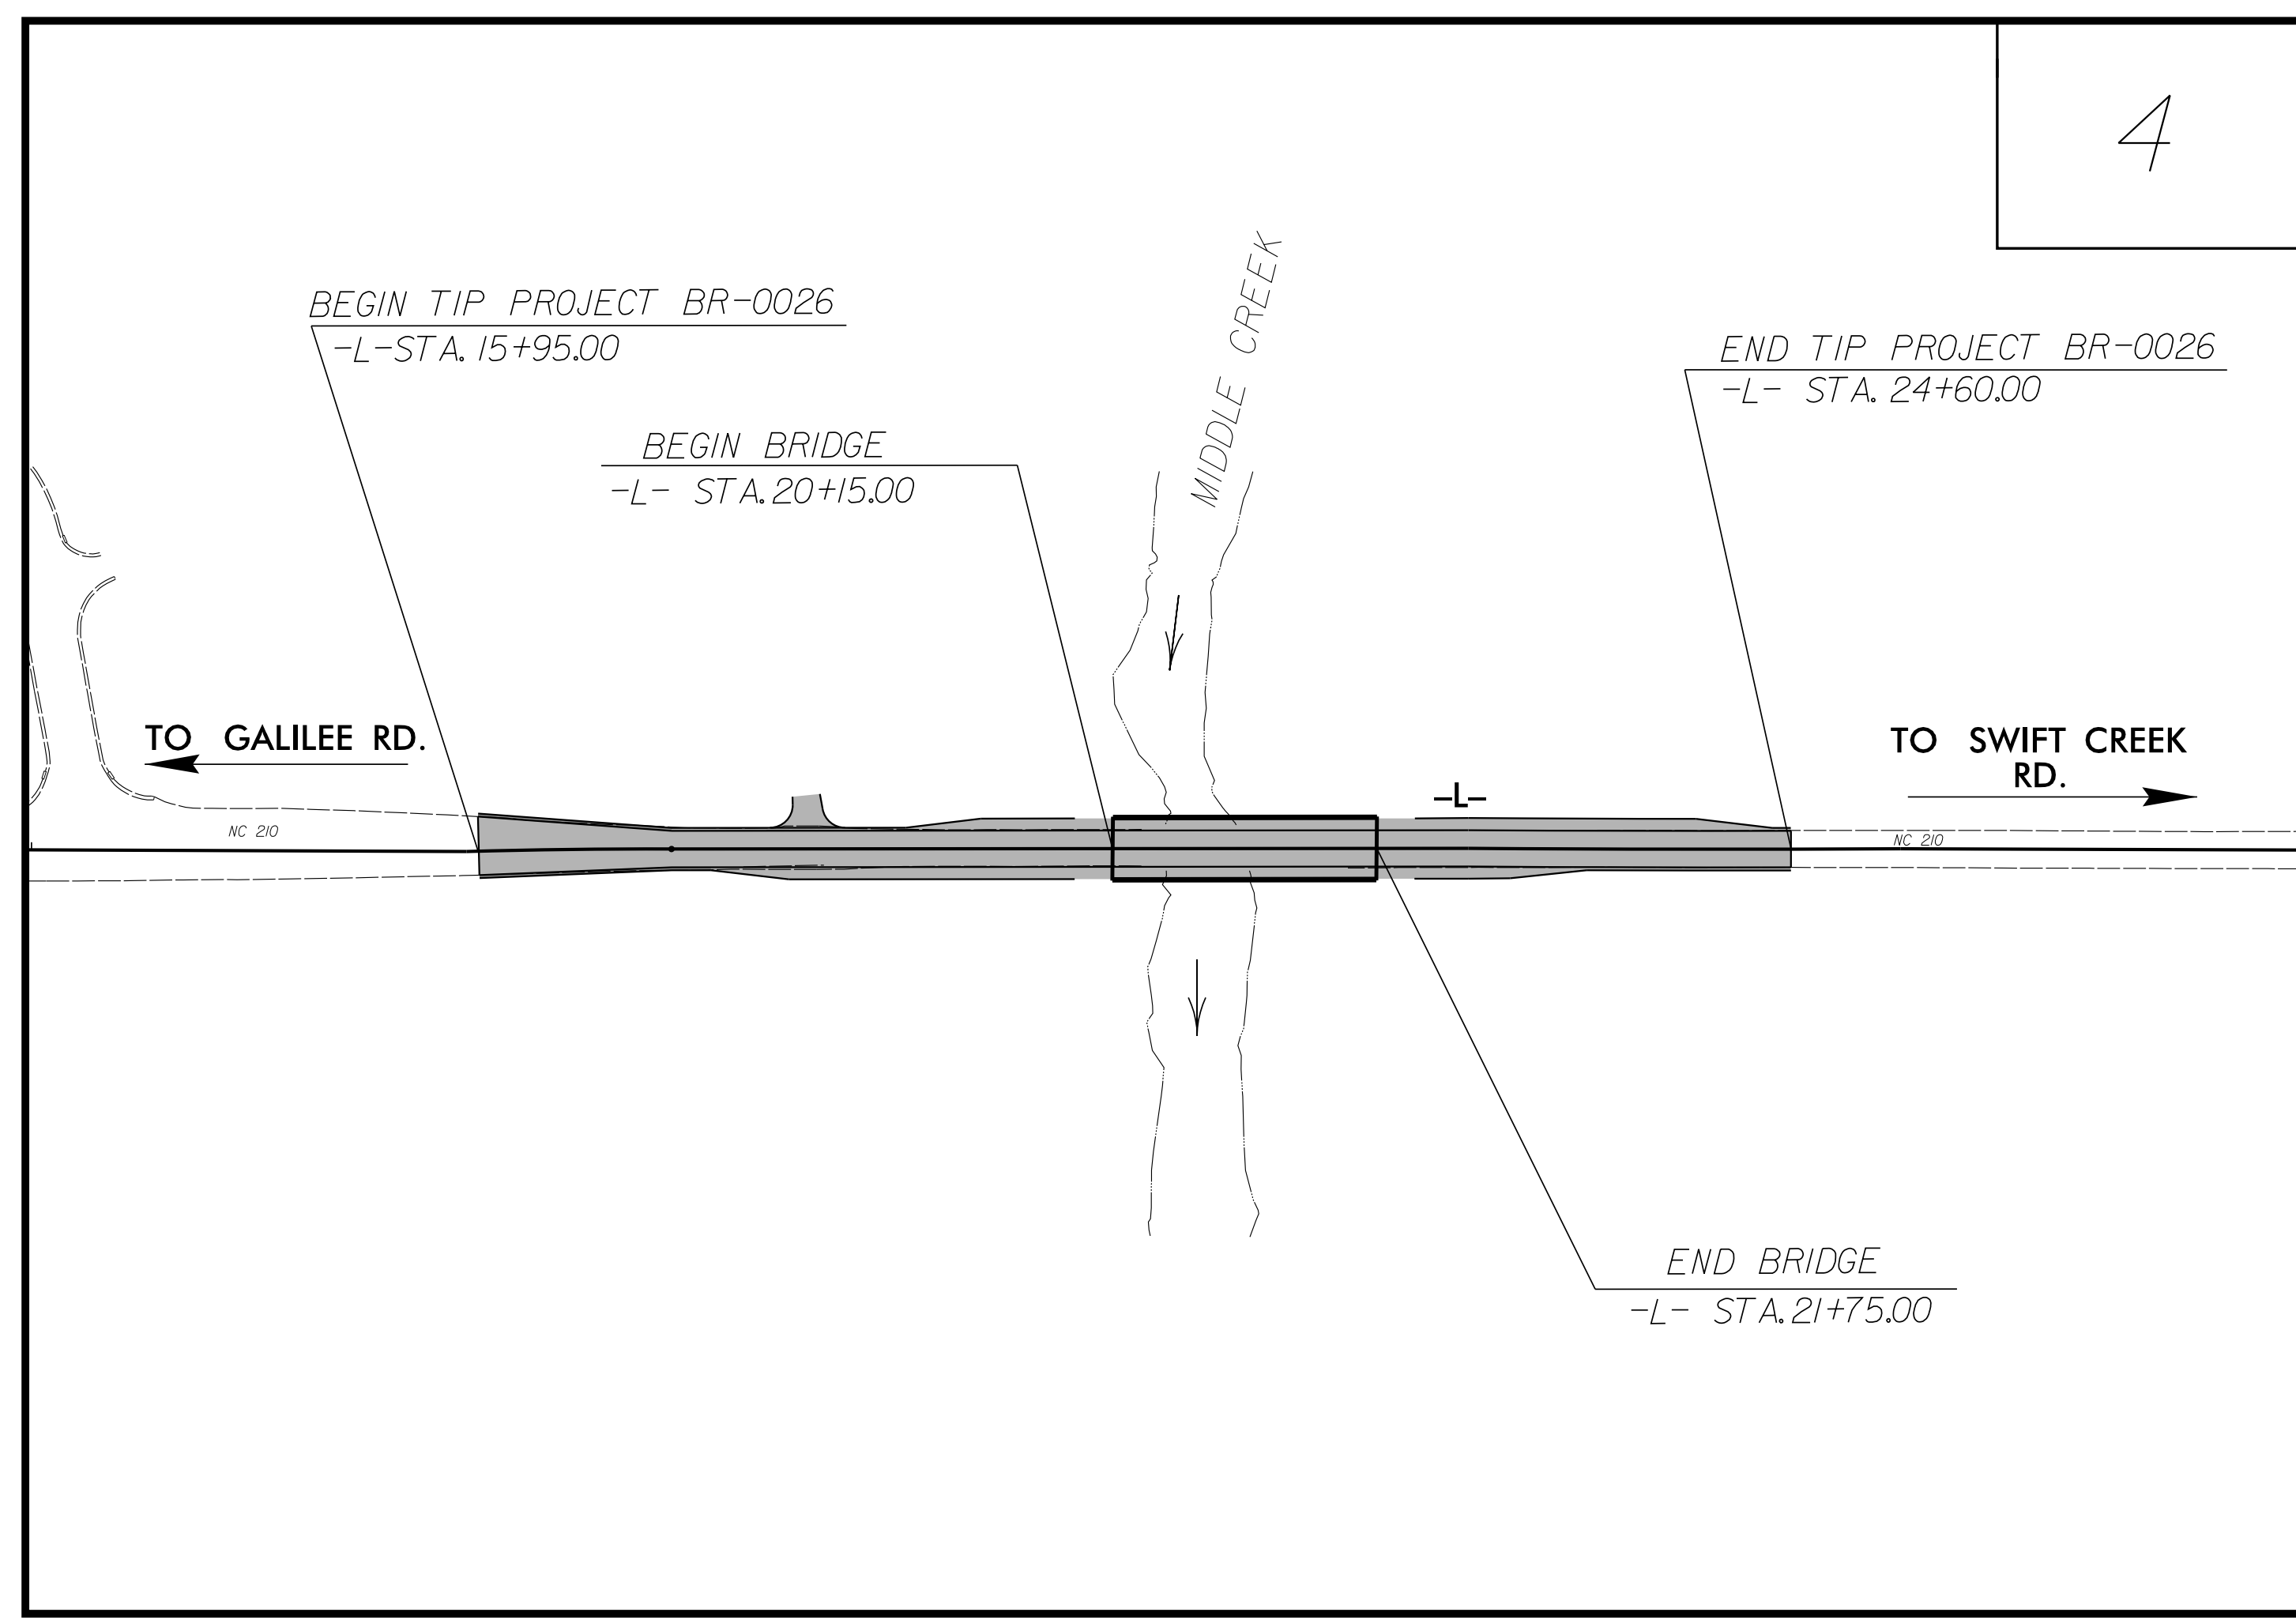 4
BEGIN TIP PROJECT BR-0026
-L-STA. 15+95.00
END TIP PROJECT BR-0026
-L- STA. 24+60.00
BEGIN BRIDGE
-L- STA. 20+15.00
MIDDLE CREEK
TO GALILEE RD.
TO SWIFT CREEK
RD.
-L-
NC 210
NC 210
END BRIDGE
-L- STA. 21+75.00